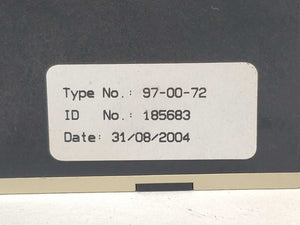 Type No.: 97-00-72
ID No.: 185683
Date: 31/08/2004